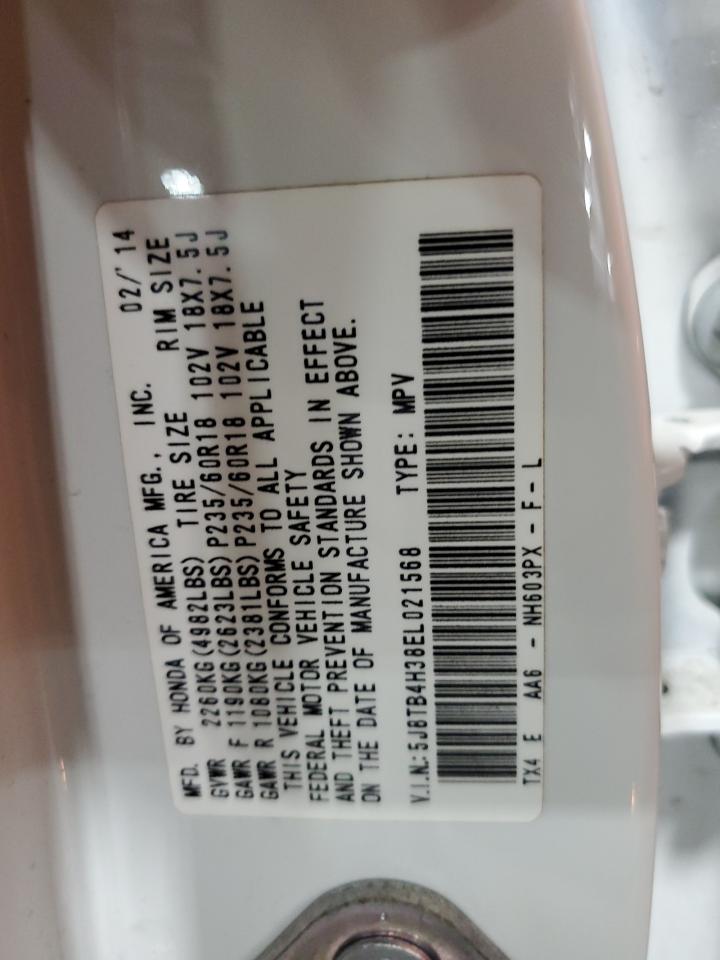 MFD. BY HONDA OF AMERICA MFG., INC. 02/'14
GVWR 2260KG(4982LBS) TIRE SIZE RIM SIZE
GAWR F 1190KG(2623LBS) P235/60R18 102V 18X7.5J
GAWR R 1080KG(2381LBS) P235/60R18 102V 18X7.5J
THIS VEHICLE CONFORMS TO ALL APPLICABLE
FEDERAL MOTOR VEHICLE SAFETY
AND THEFT PREVENTION STANDARDS IN EFFECT
ON THE DATE OF MANUFACTURE SHOWN ABOVE.
V.I.N.:5J8TB4H38EL021568 TYPE: MPV
TX4 E AA6 - NH603PX - F - L